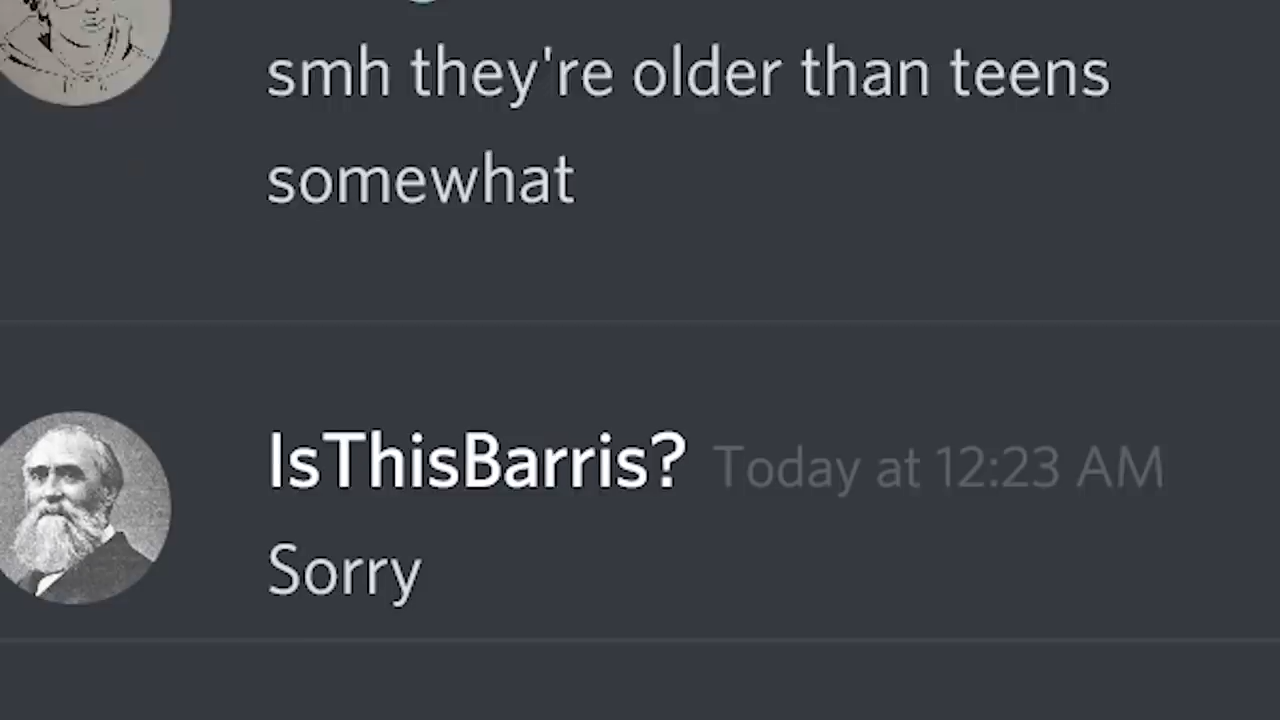 smh they're older than teens
somewhat
IsThisBarris? Today at 12:23 AM
Sorry